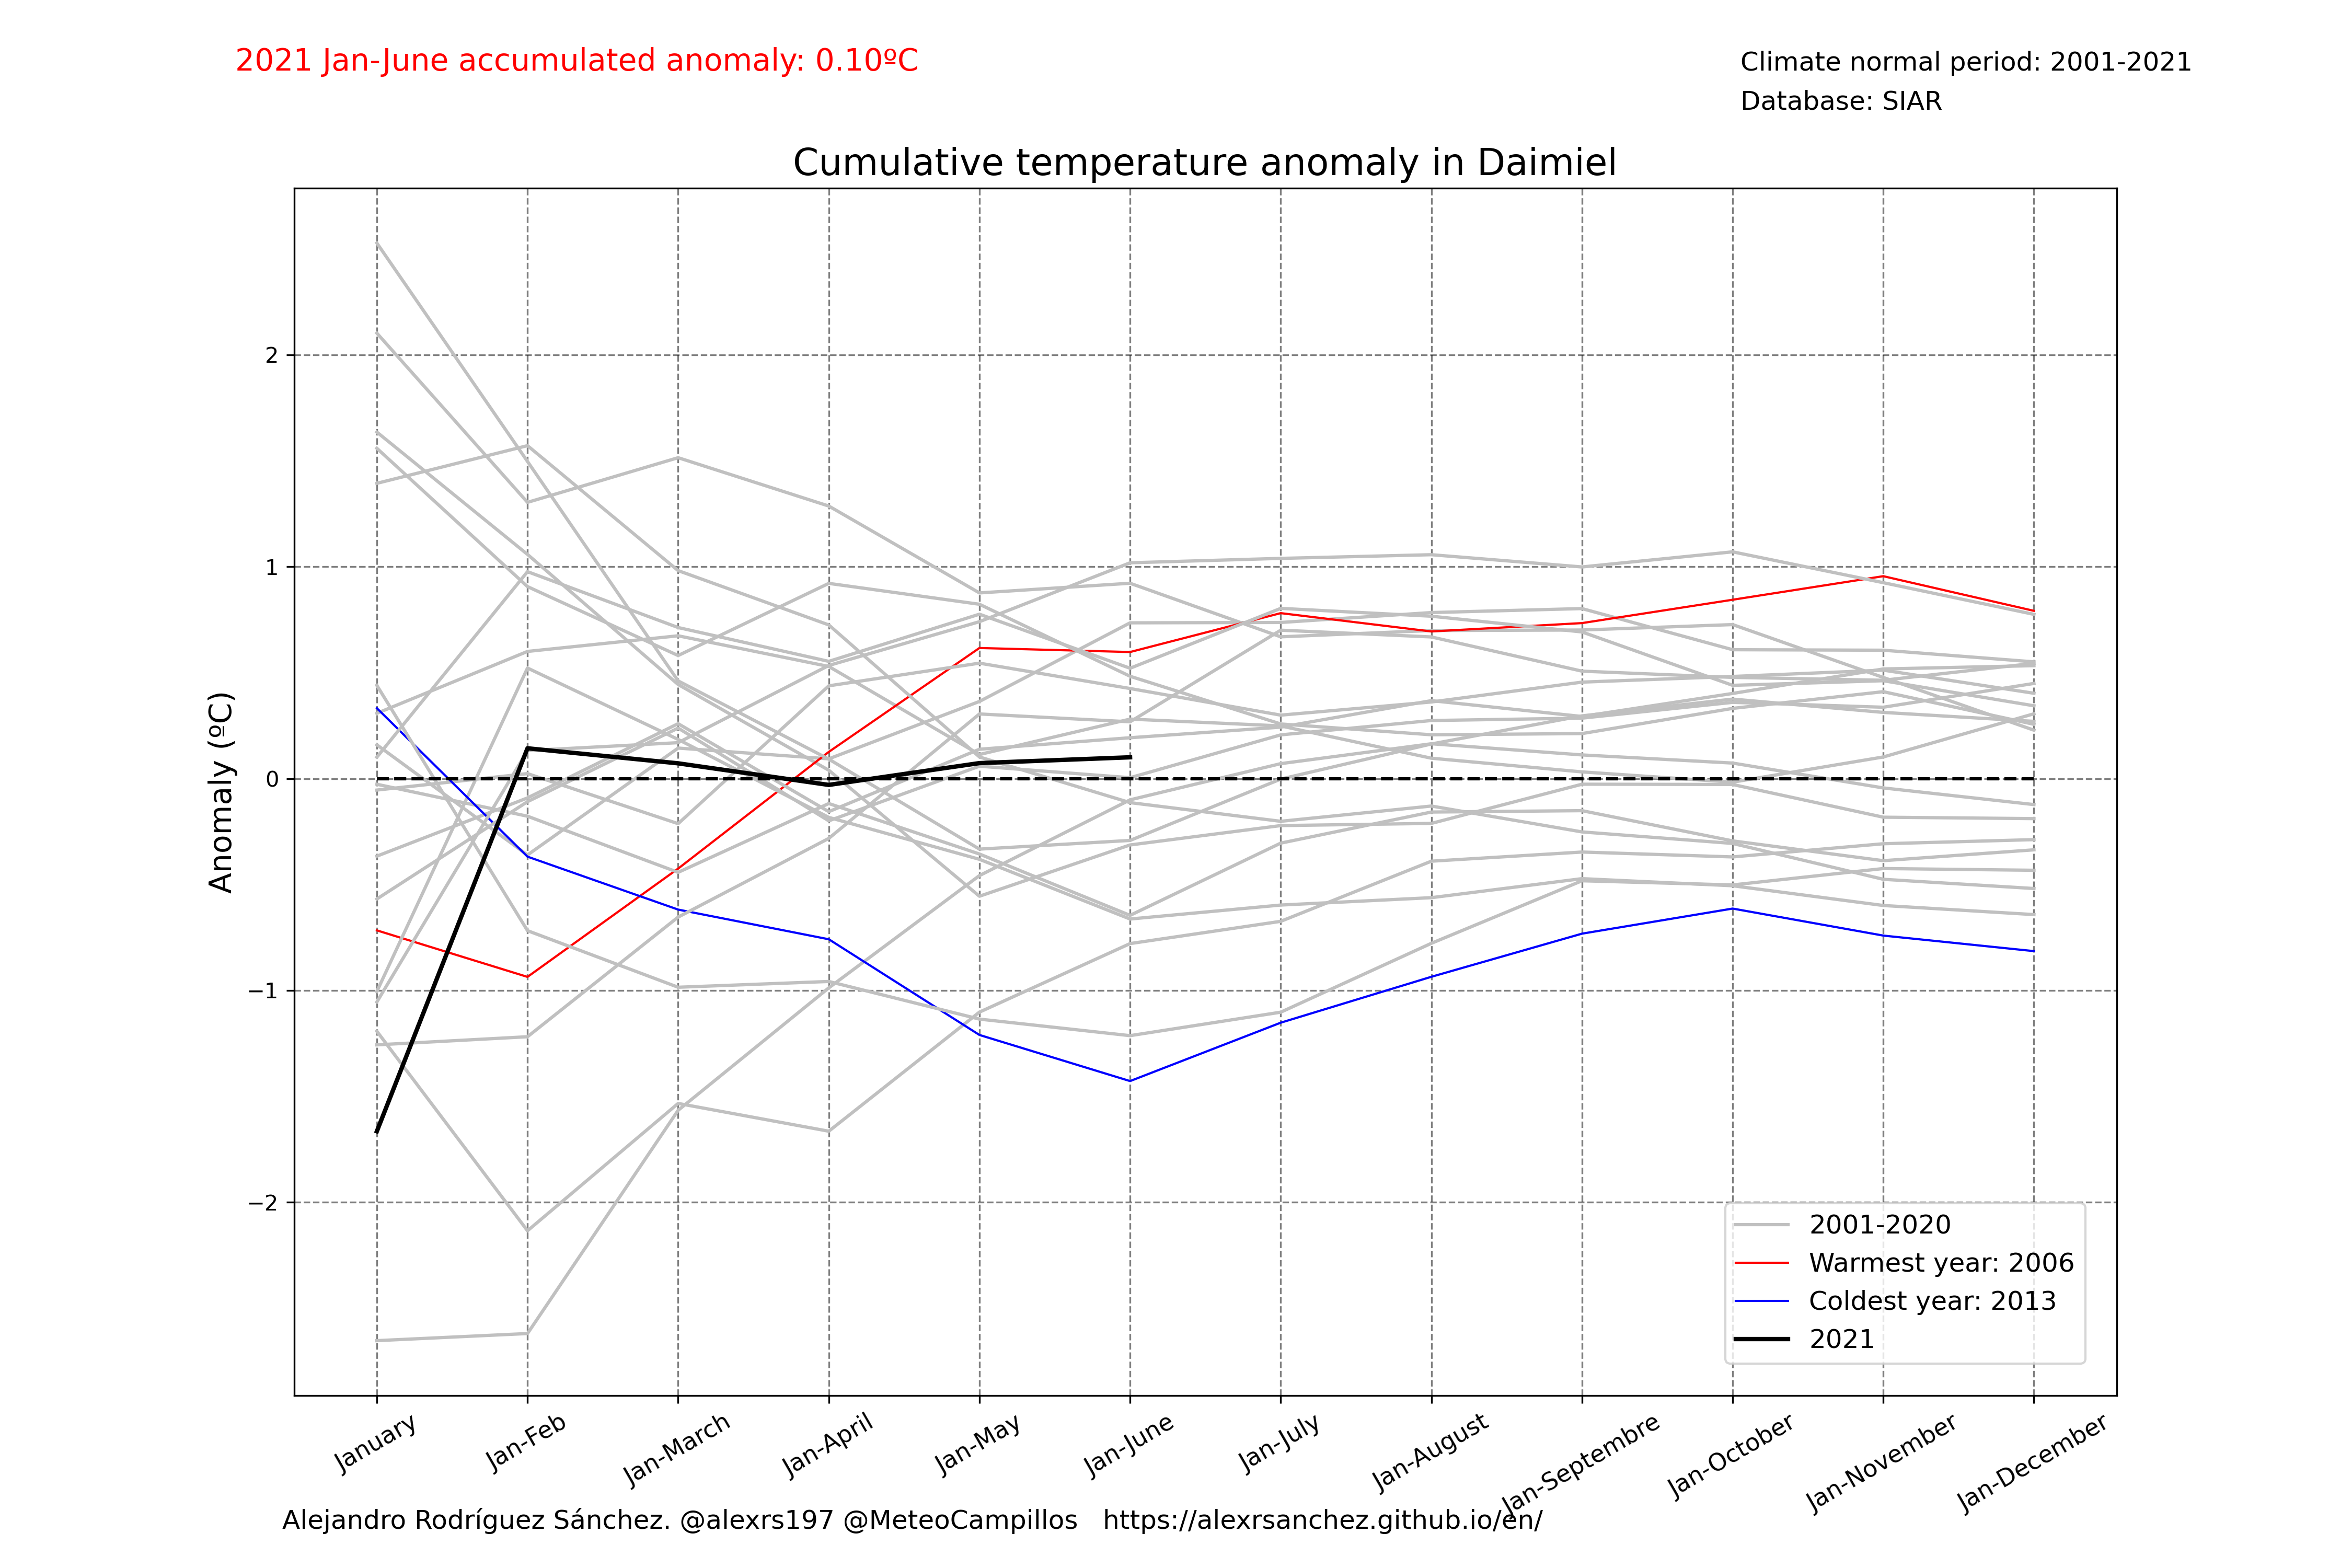 2021 Jan-June accumulated anomaly: 0.10ºC
Climate normal period: 2001-2021
Database: SIAR
Cumulative temperature anomaly in Daimiel
Anomaly (ºC)
2
1
0
−1
−2
2001-2020
Warmest year: 2006
Coldest year: 2013
2021
January
Jan-Feb
Jan-March
Jan-April
Jan-May
Jan-June
Jan-July
Jan-August
Jan-Septembre
Jan-October
Jan-November
Jan-December
Alejandro Rodríguez Sánchez. @alexrs197 @MeteoCampillos https://alexrsanchez.github.io/en/